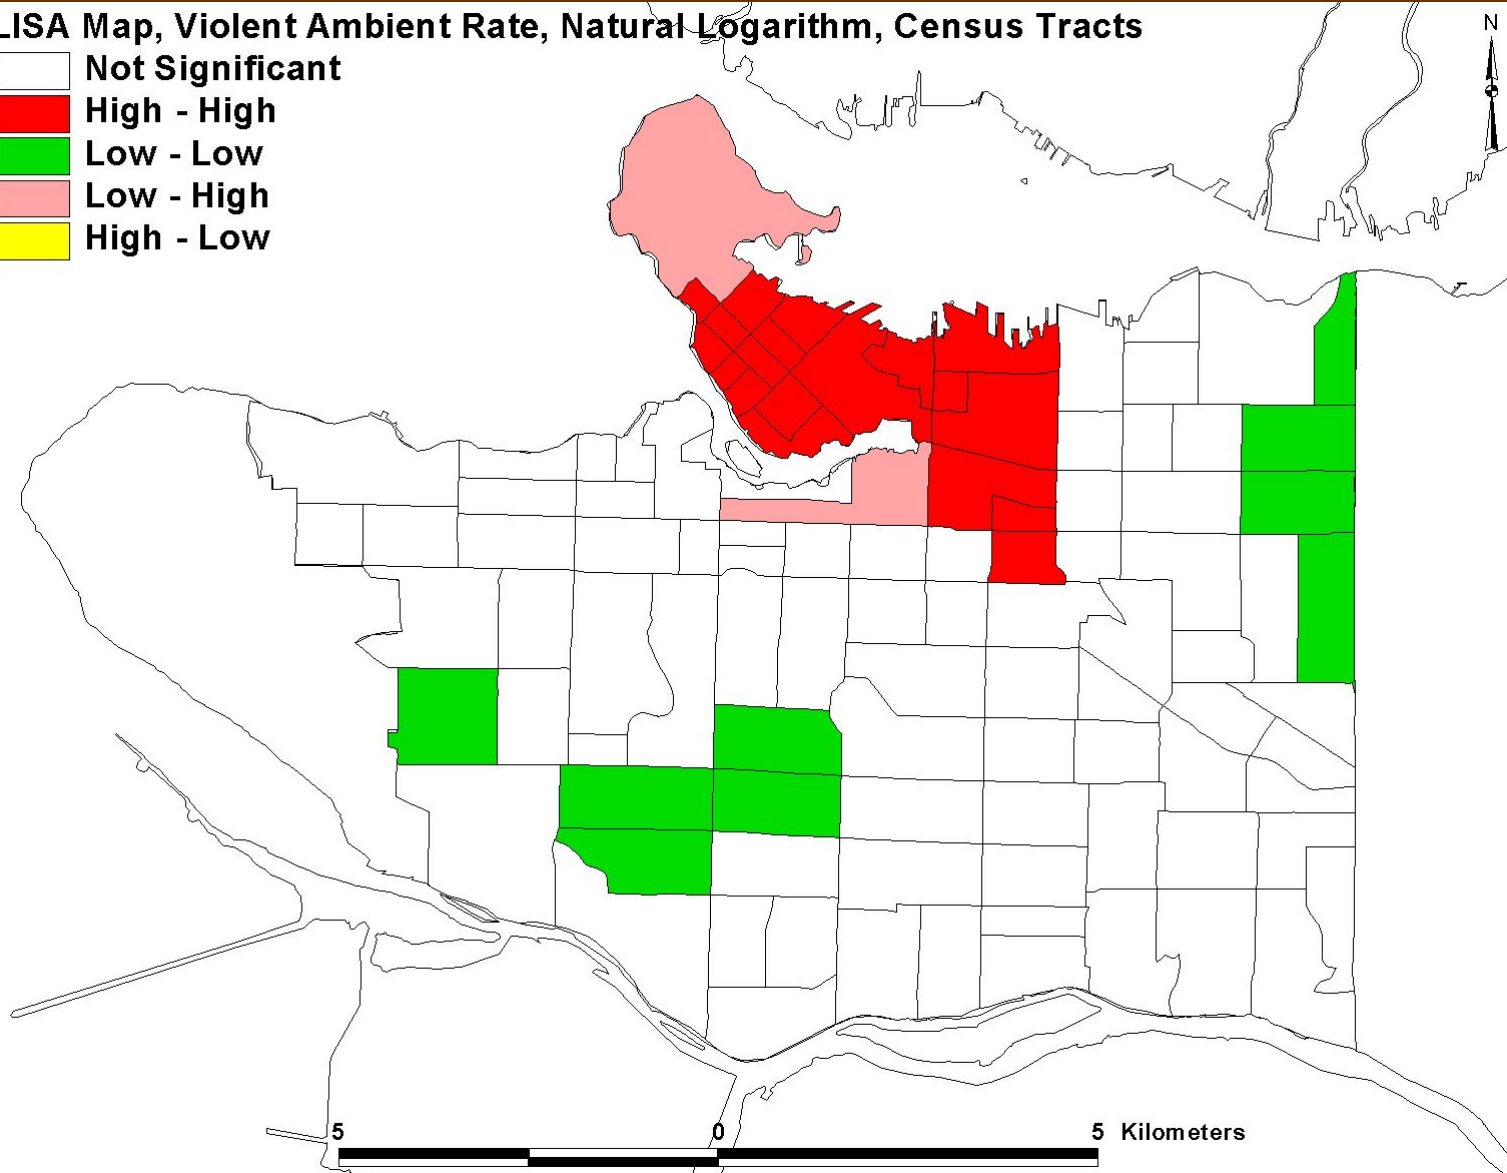 LISA Map, Violent Ambient Rate, Natural Logarithm, Census Tracts
N
Not Significant
High - High
Low - Low
Low - High
High - Low
5 0 5 Kilometers